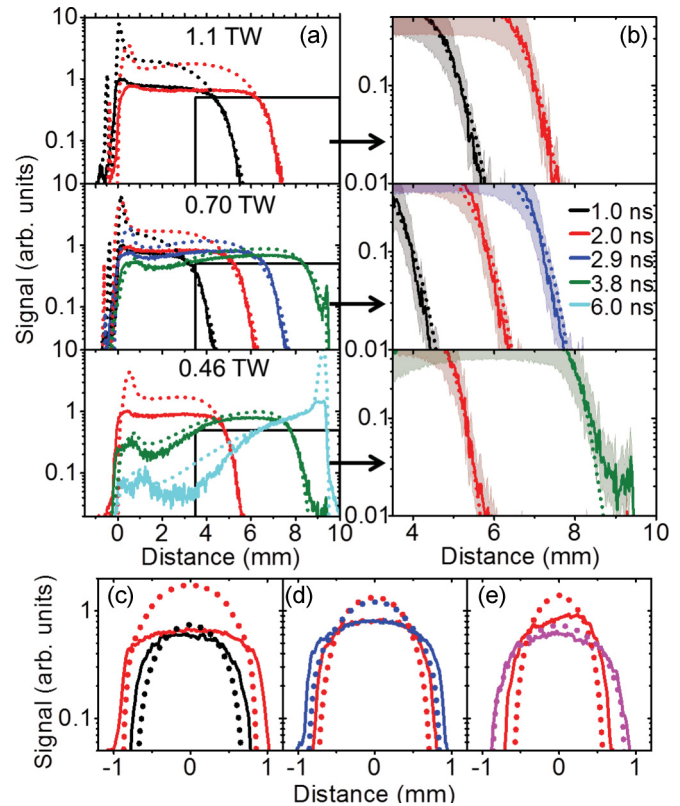 (a)
(b)
1.1 TW
10
1
0.1
10
0.1
0.01
0.70 TW
1
0.1
10
0.1
0.01
1.0 ns
2.0 ns
2.9 ns
3.8 ns
6.0 ns
0.46 TW
1
0.1
0.1
0.01
Signal (arb. units)
0 2 4 6 8 10
4 6 8 10
Distance (mm)
Distance (mm)
(c)
(d)
(e)
1
0.1
Signal (arb. units)
-1 0 1
-1 0 1
-1 0 1
Distance (mm)